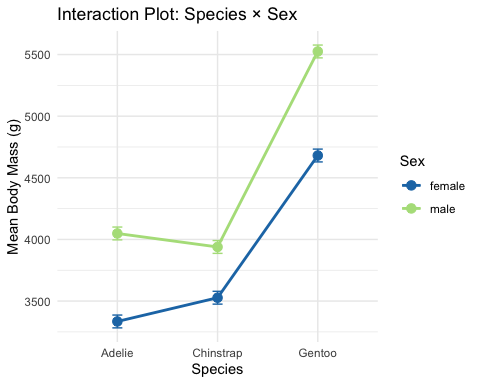 Interaction Plot: Species × Sex
5500
5000
4500
4000
3500
Mean Body Mass (g)
Adelie Chinstrap Gentoo
Species
Sex
female
male